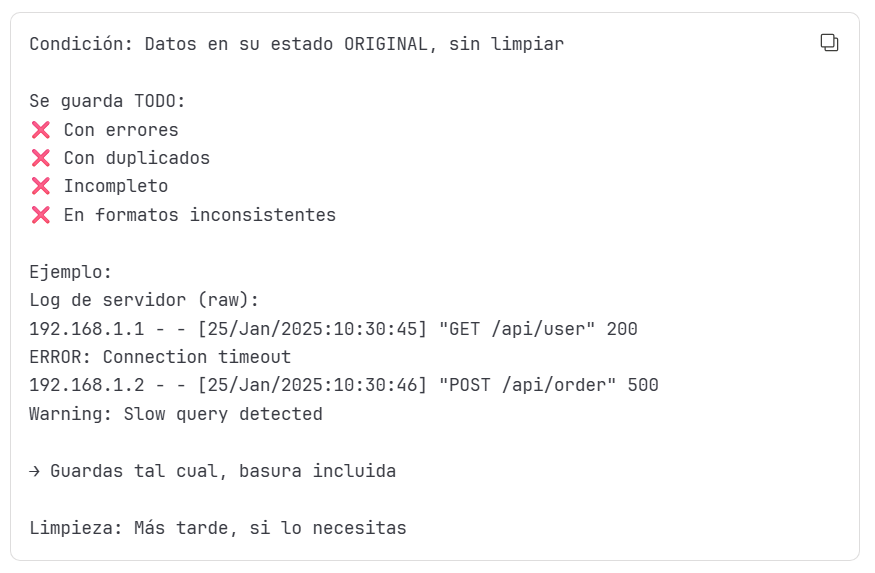 Condición: Datos en su estado ORIGINAL, sin limpiar
Se guarda TODO:
❌ Con errores
❌ Con duplicados
❌ Incompleto
❌ En formatos inconsistentes
Ejemplo:
Log de servidor (raw):
192.168.1.1 - - [25/Jan/2025:10:30:45] "GET /api/user" 200
ERROR: Connection timeout
192.168.1.2 - - [25/Jan/2025:10:30:46] "POST /api/order" 500
Warning: Slow query detected
→ Guardas tal cual, basura incluida
Limpieza: Más tarde, si lo necesitas